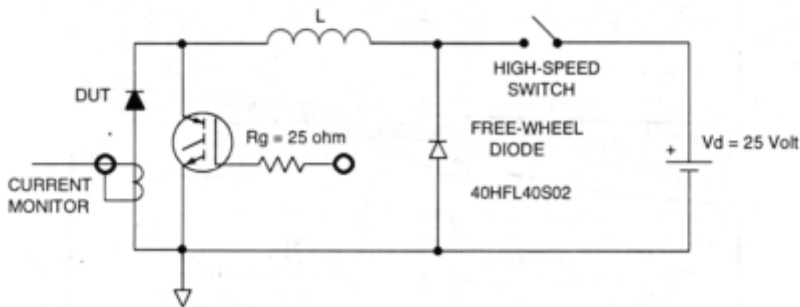 L
HIGH-SPEED
SWITCH
DUT
Rg = 25 ohm
FREE-WHEEL
DIODE
+
Vd = 25 Volt
CURRENT
MONITOR
40HFL40S02